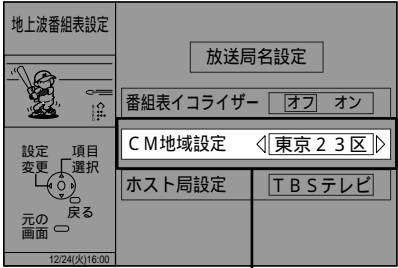 地上波番組表設定
放送局名設定
番組表イコライザー オフ オン
CM地域設定 東京23区
ホスト局設定 TBSテレビ
設定
変更
項目
選択
戻る
元の
画面
12/24(火)16:00